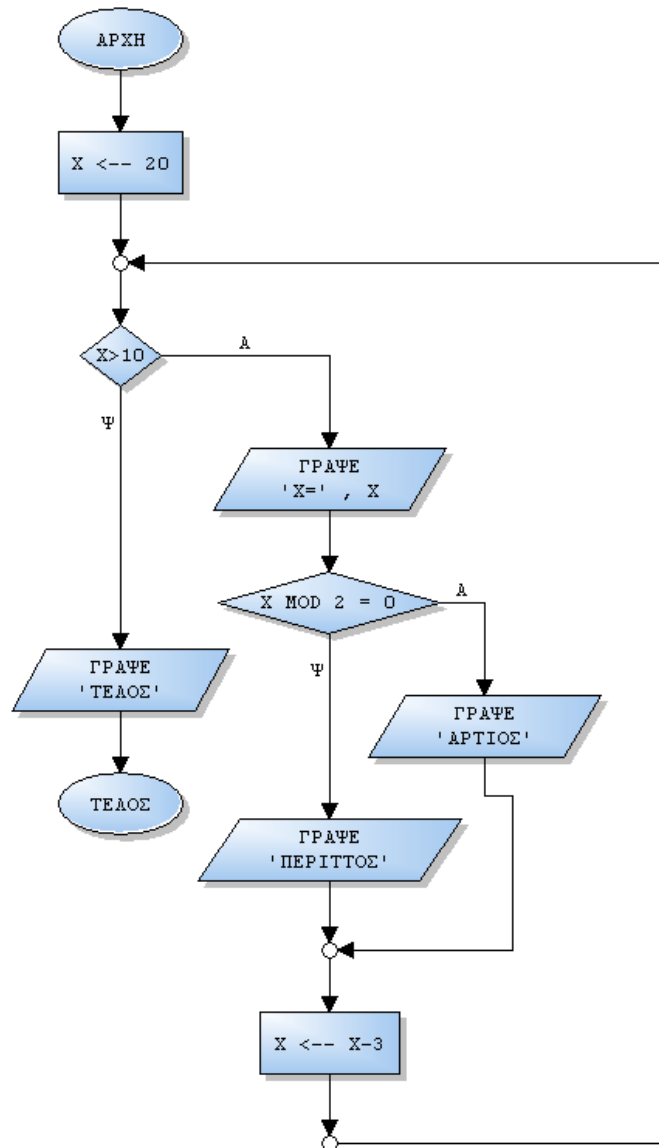 ΑΡΧΗ
X <-- 20
X>10
Α
Ψ
ΓΡΑΨΕ
'X=' , X
X MOD 2 = 0
Α
Ψ
ΓΡΑΨΕ
'ΤΕΛΟΣ'
ΓΡΑΨΕ
'ΑΡΤΙΟΣ'
ΤΕΛΟΣ
ΓΡΑΨΕ
'ΠΕΡΙΤΤΟΣ'
X <-- X-3